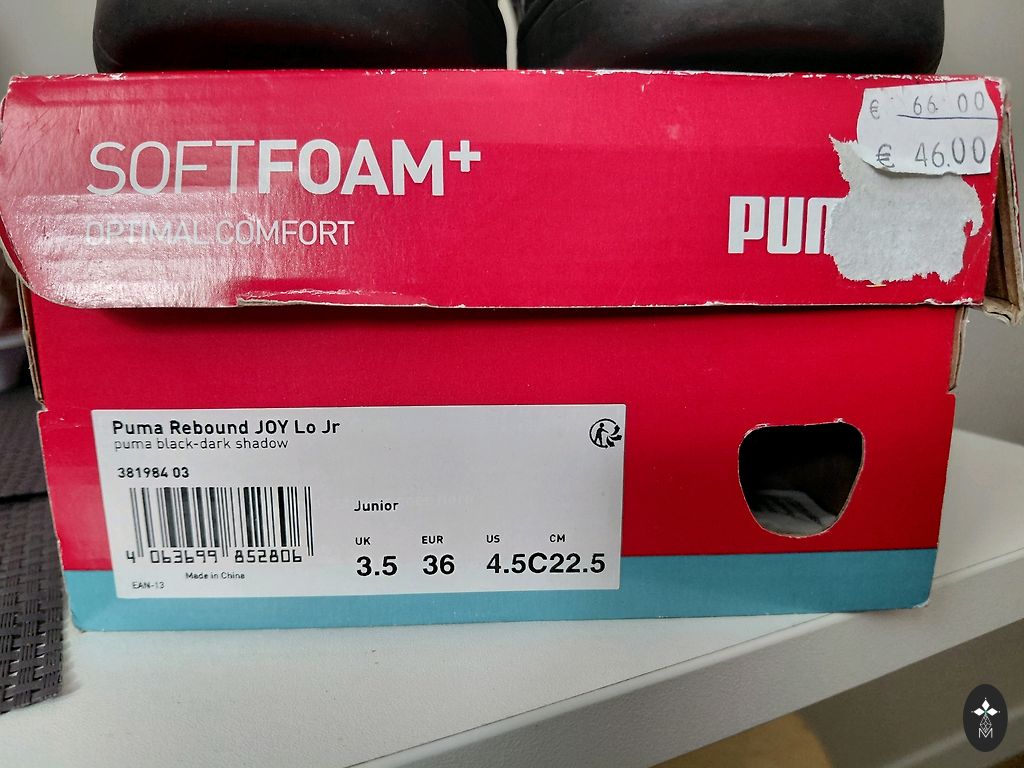 € 66.00
€ 46.00
SOFTFOAM+
OPTIMAL COMFORT
PUM
Puma Rebound JOY Lo Jr
puma black-dark shadow
381984 03
Junior
UK EUR US CM
3.5 36 4.5C 22.5
4 063699 852806
Made in China
EAN-13
M